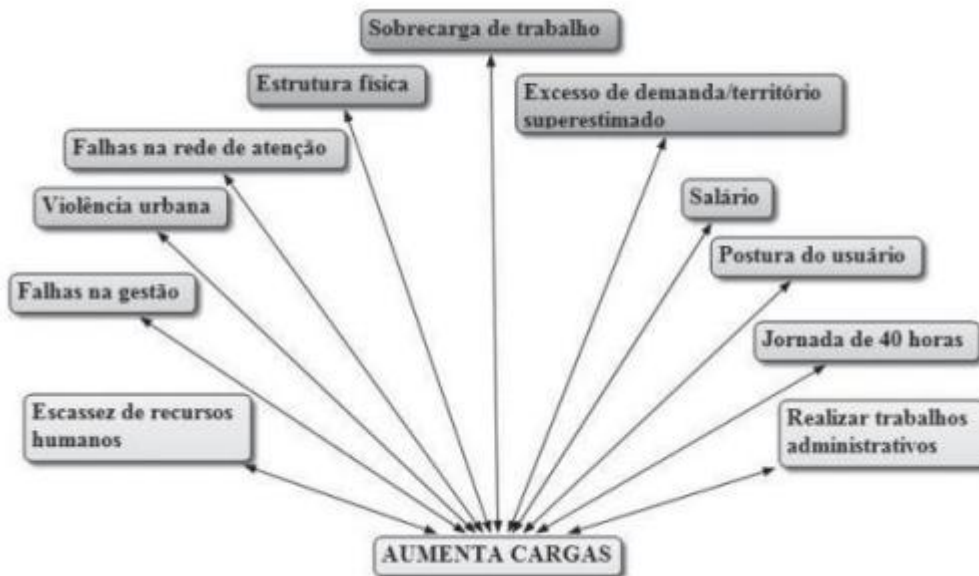 Sobrecarga de trabalho
Estrutura física
Excesso de demanda/território
superestimado
Falhas na rede de atenção
Salário
Violência urbana
Postura do usuário
Falhas na gestão
Jornada de 40 horas
Escassez de recursos
humanos
Realizar trabalhos
administrativos
AUMENTA CARGAS